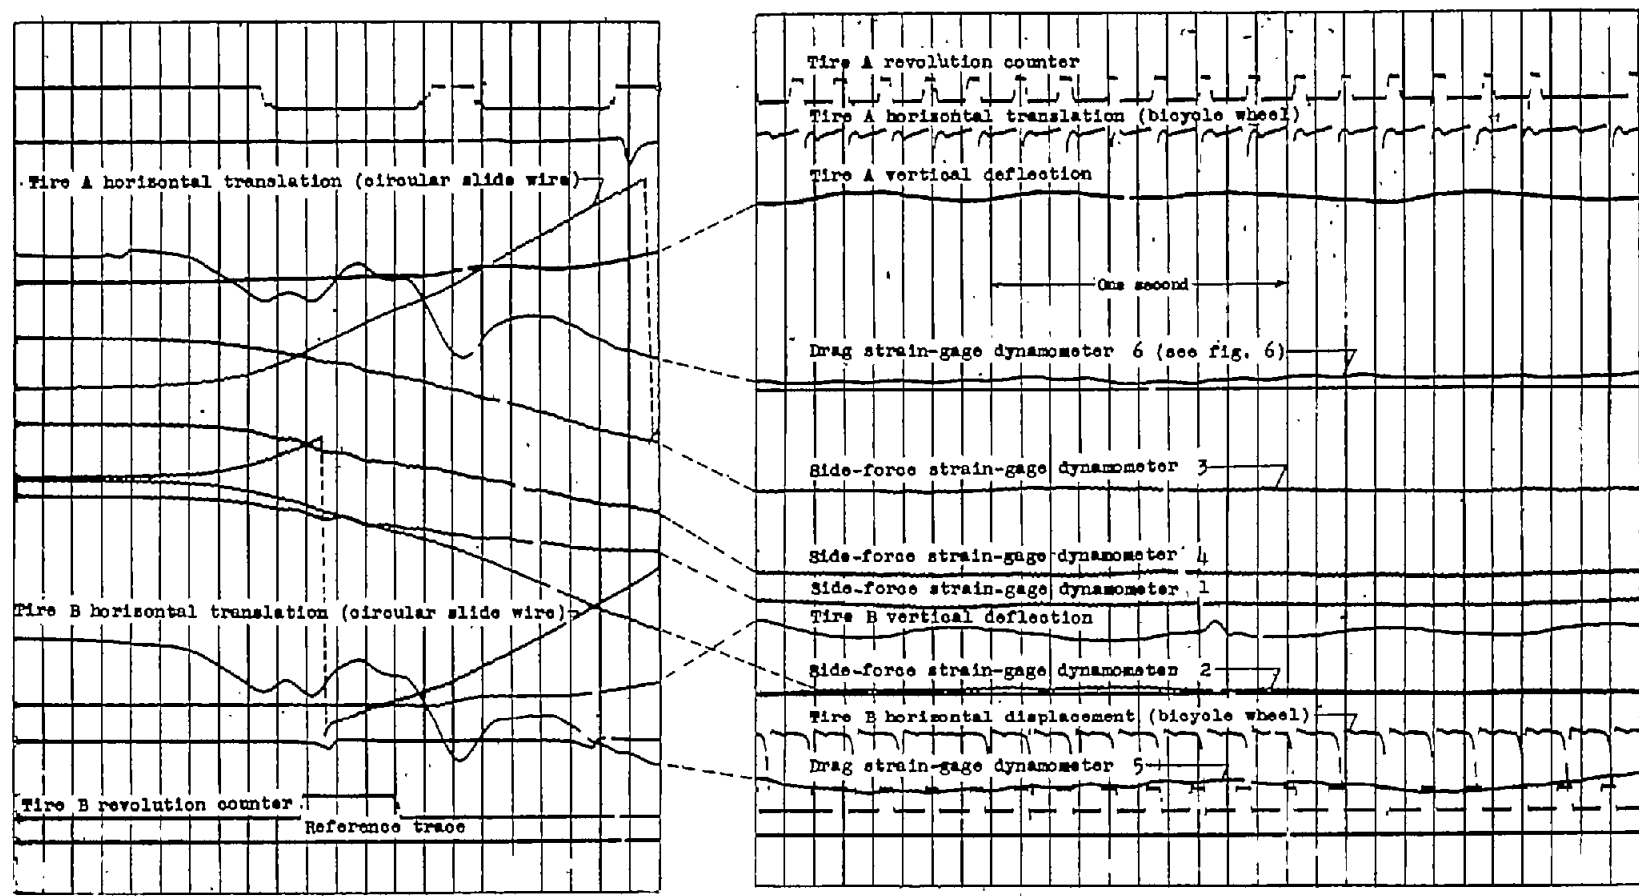 Tire A horizontal translation (circular slide wire)
Tire B horizontal translation (circular slide wire)
Tire B revolution counter
Reference trace
Tire A revolution counter
Tire A horizontal translation (bicycle wheel)
Tire A vertical deflection
One second
Drag strain-gage dynamometer 6 (see fig. 6)
Side-force strain-gage dynamometer 3
Side-force strain-gage dynamometer 4
Side-force strain-gage dynamometer 1
Tire B vertical deflection
Side-force strain-gage dynamometer 2
Tire B horizontal displacement (bicycle wheel)
Drag strain-gage dynamometer 5